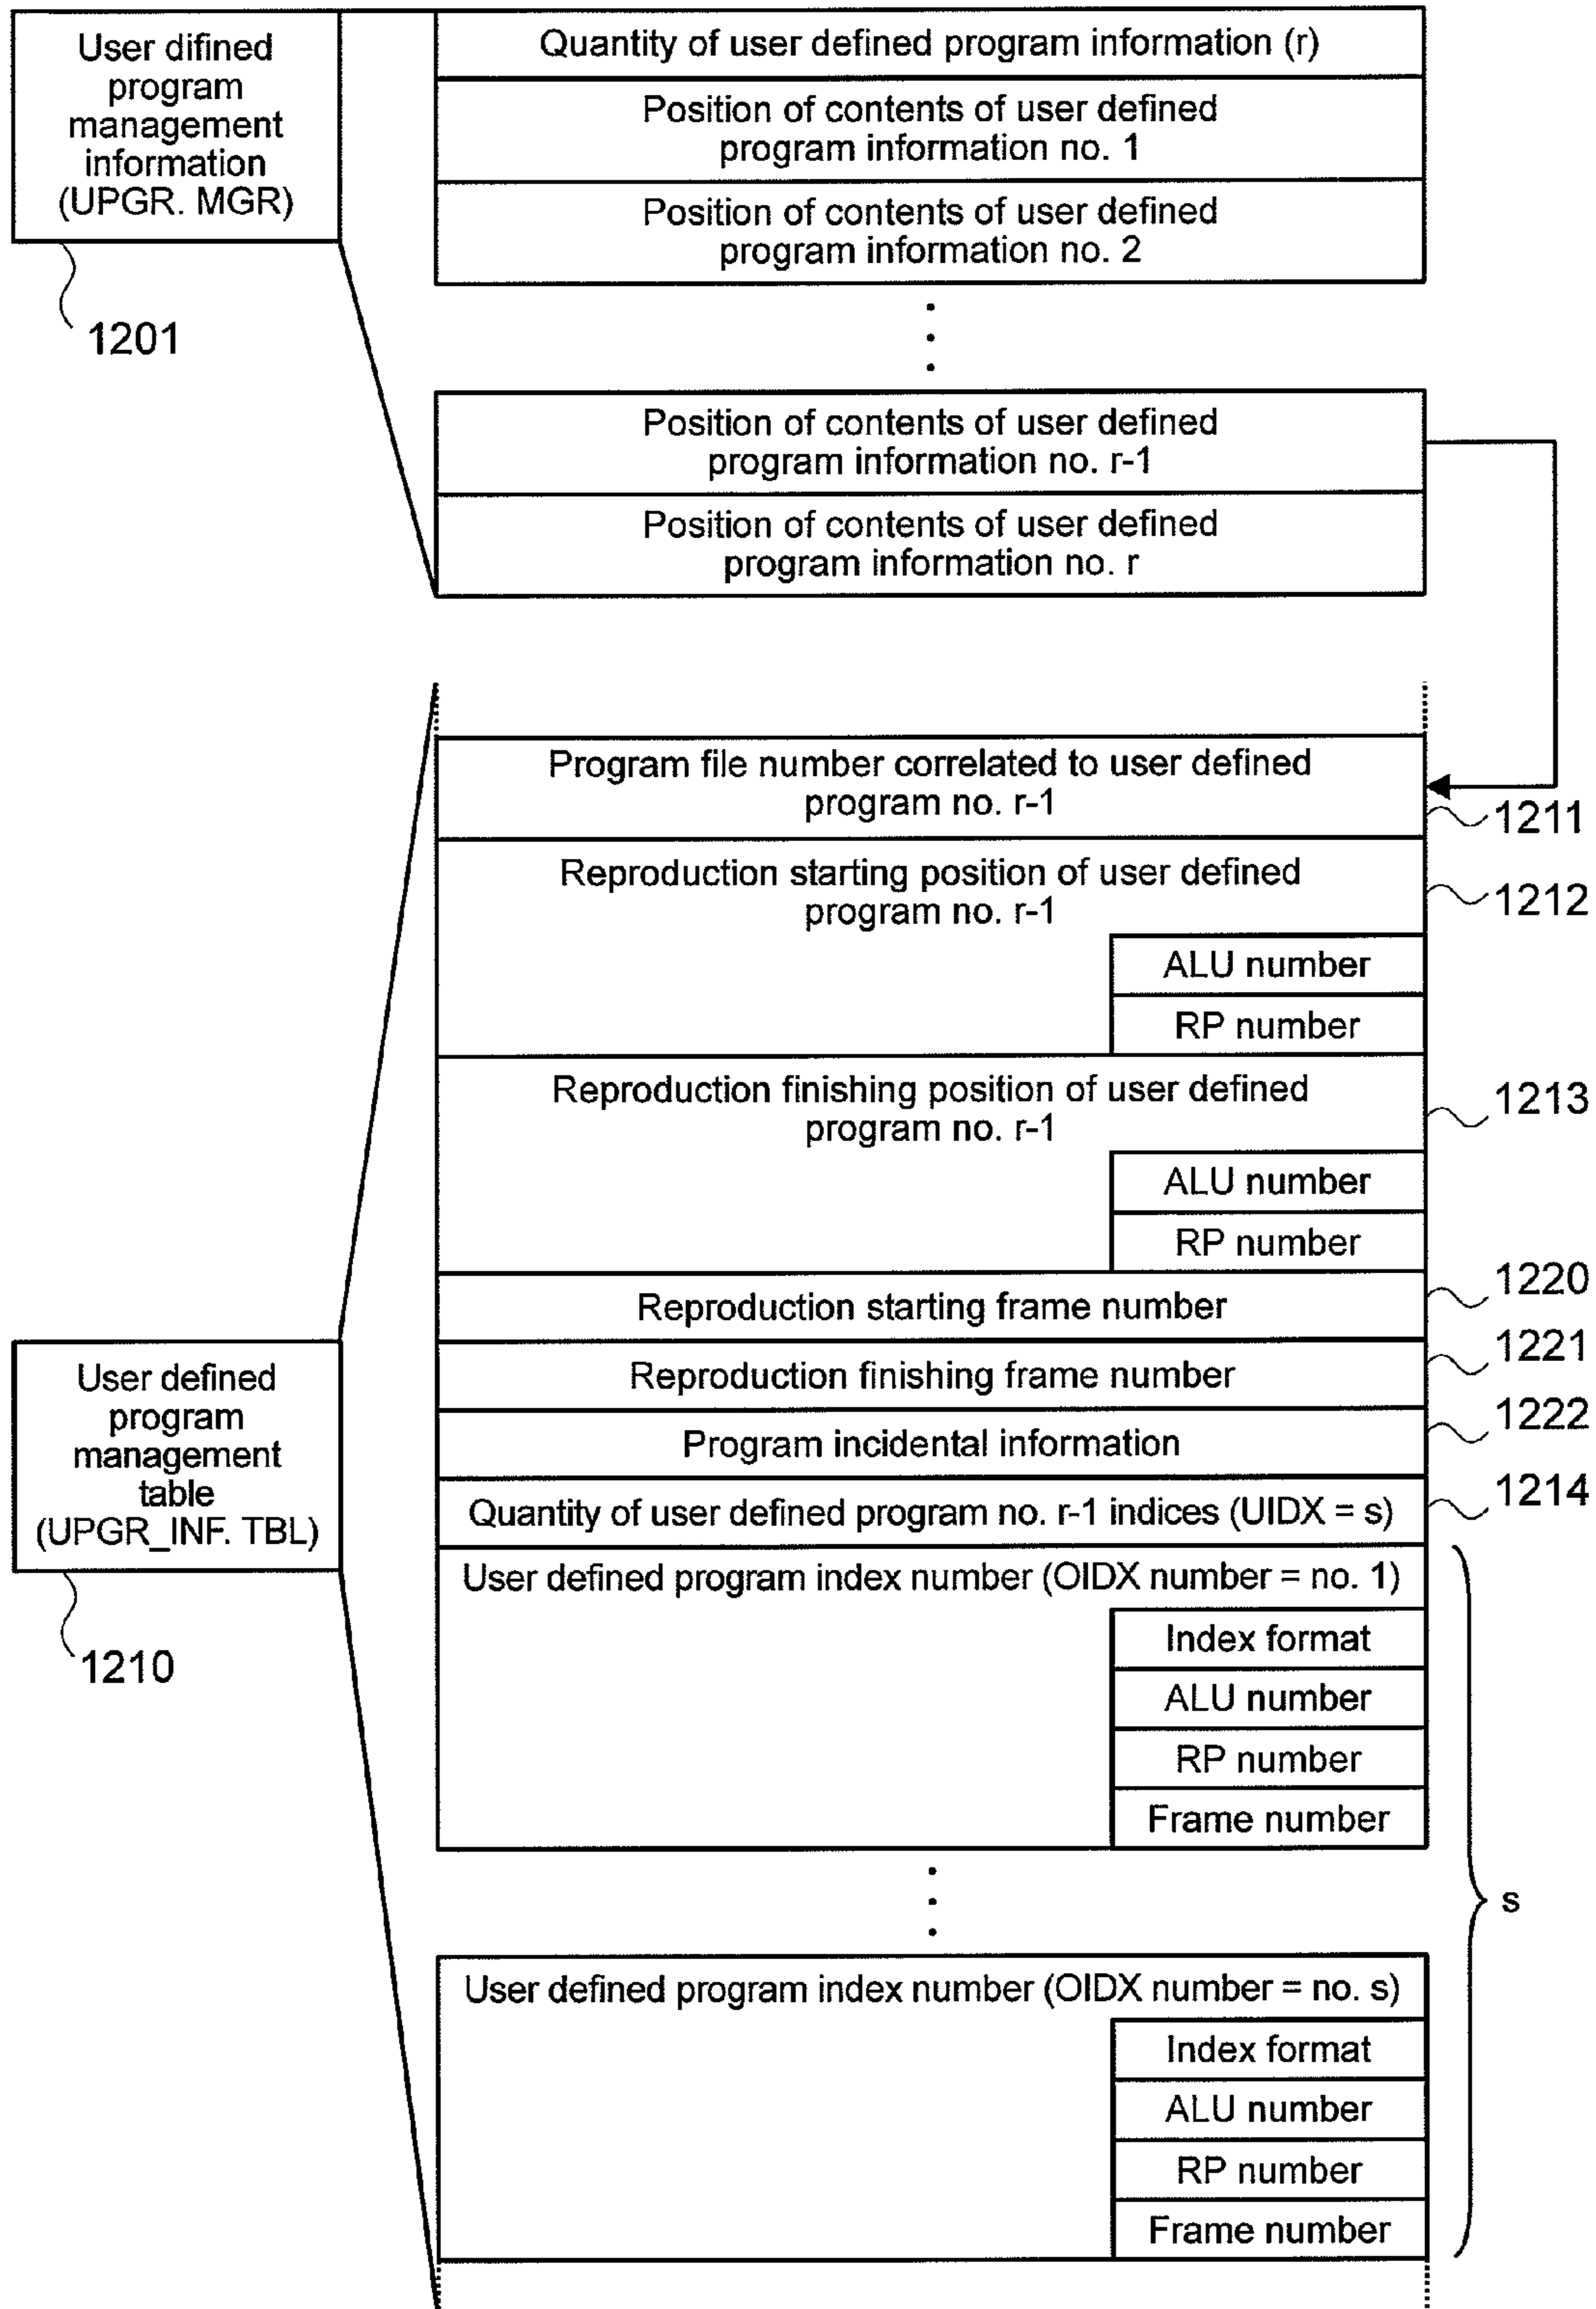 User difined
program
management
information
(UPGR. MGR)
1201
Quantity of user defined program information (r)
Position of contents of user defined
program information no. 1
Position of contents of user defined
program information no. 2
Position of contents of user defined
program information no. r-1
Position of contents of user defined
program information no. r
Program file number correlated to user defined
program no. r-1
1211
Reproduction starting position of user defined
program no. r-1
1212
ALU number
RP number
Reproduction finishing position of user defined
program no. r-1
1213
ALU number
RP number
Reproduction starting frame number
1220
Reproduction finishing frame number
1221
Program incidental information
1222
Quantity of user defined program no. r-1 indices (UIDX = s)
1214
User defined
program
management
table
(UPGR_INF. TBL)
1210
User defined program index number (OIDX number = no. 1)
Index format
ALU number
RP number
Frame number
s
User defined program index number (OIDX number = no. s)
Index format
ALU number
RP number
Frame number